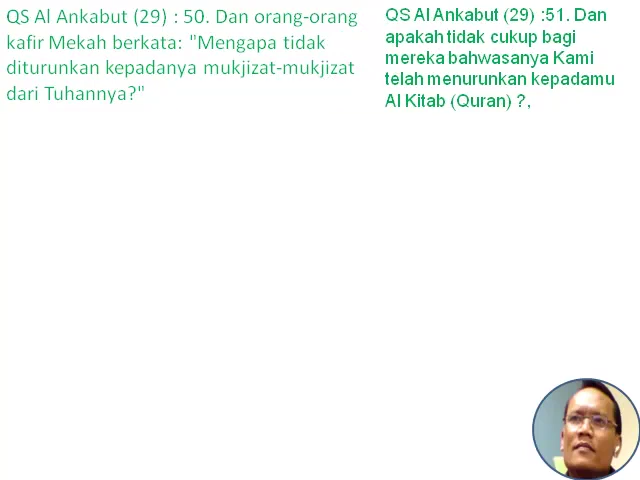 QS Al Ankabut (29) : 50. Dan orang-orang
kafir Mekah berkata: "Mengapa tidak
diturunkan kepadanya mukjizat-mukjizat
dari Tuhannya?"
QS Al Ankabut (29) :51. Dan
apakah tidak cukup bagi
mereka bahwasanya Kami
telah menurunkan kepadamu
Al Kitab (Quran) ?,